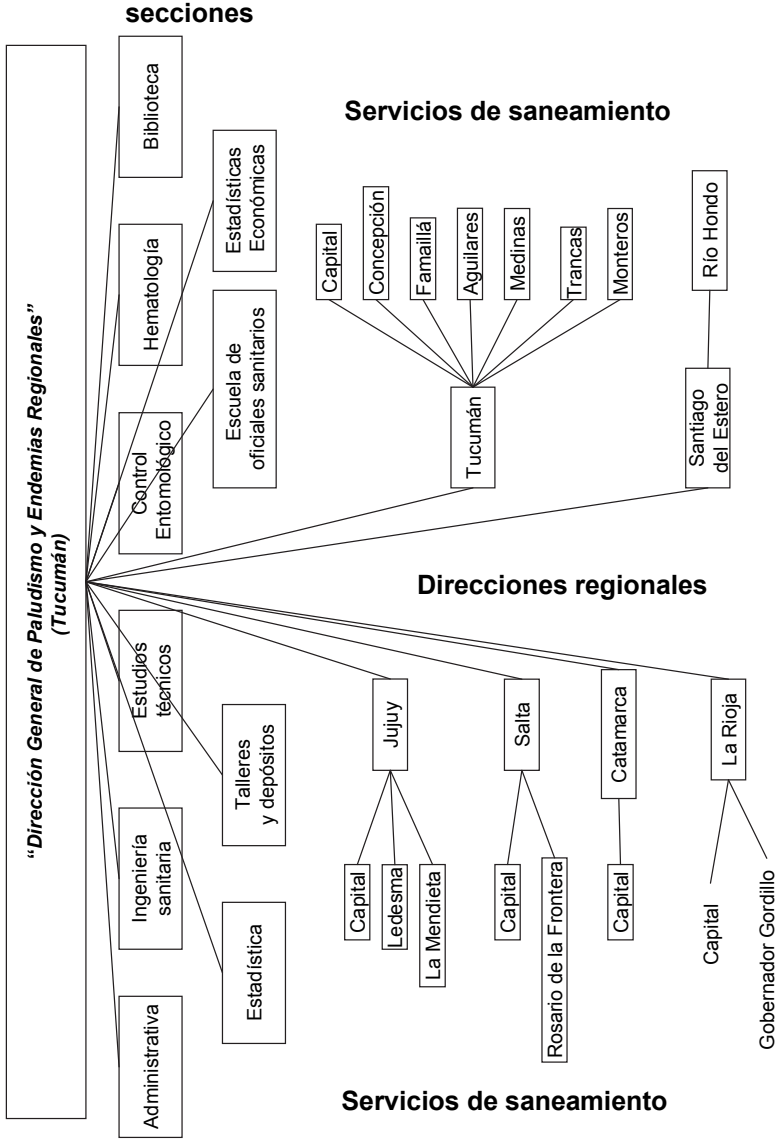 “Dirección General de Paludismo y Endemias Regionales”
(Tucumán)
secciones
Administrativa
Ingeniería
sanitaria
Estudios
técnicos
Control
Entomológico
Hematología
Biblioteca
Estadística
Talleres
y depósitos
Escuela de
oficiales sanitarios
Estadísticas
Económicas
Servicios de saneamiento
Direcciones regionales
Servicios de saneamiento
Capital
Ledesma
La Mendieta
Jujuy
Capital
Rosario de la Frontera
Salta
Capital
Catamarca
Capital
Gobernador Gordillo
La Rioja
Tucumán
Capital
Concepción
Famaillá
Aguilares
Medinas
Trancas
Monteros
Santiago
del Estero
Río Hondo